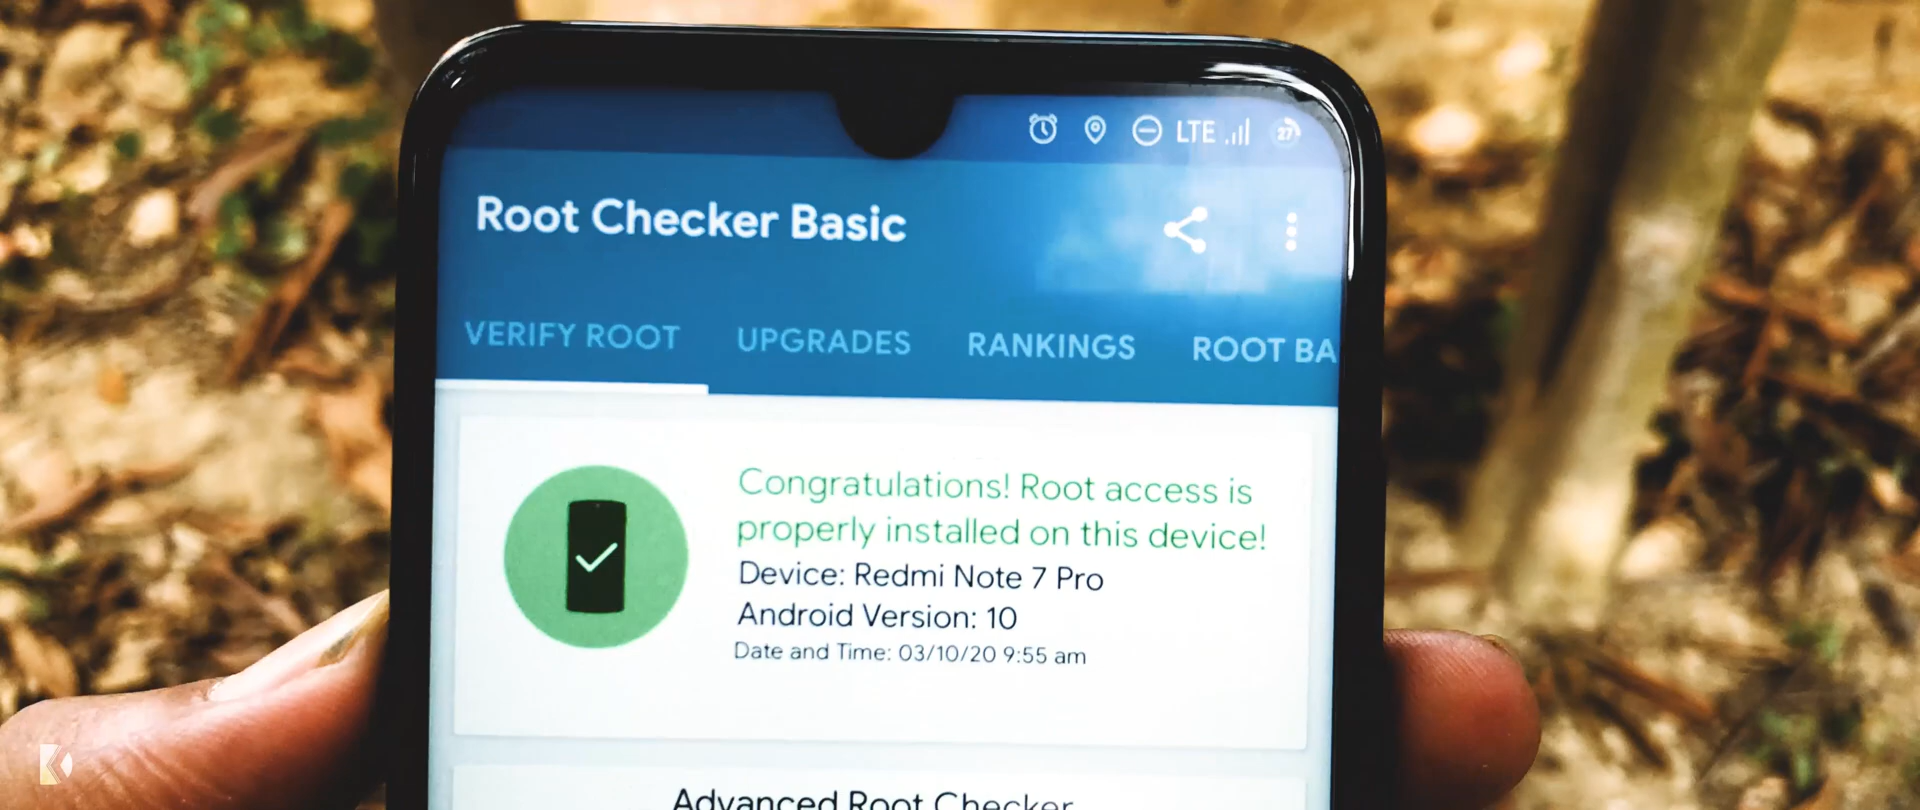 LTE 27
Root Checker Basic
VERIFY ROOT UPGRADES RANKINGS ROOT BA
Congratulations! Root access is
properly installed on this device!
Device: Redmi Note 7 Pro
Android Version: 10
Date and Time: 03/10/20 9:55 am
Advanced Root Checker